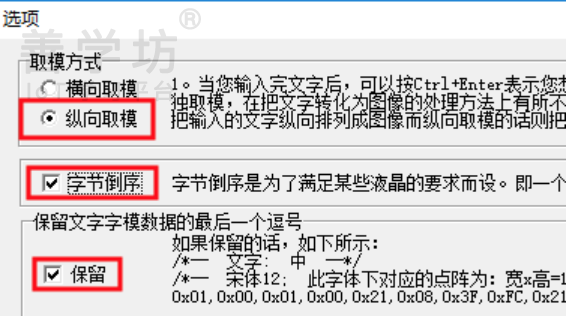 选项
善学坊®
取模方式
横向取模
纵向取模
1。当您输入完文字后，可以按Ctrl+Enter表示您想
独取模，在把文字转化为图像的处理方法上有所不
把输入的文字纵向排列成图像而纵向取模的话则把
字节倒序
字节倒序是为了满足某些液晶的要求而设。即一个
保留文字字模数据的最后一个逗号
保留
如果保留的话，如下所示：
/*— 文字: 中 —*/
/*— 宋体12; 此字体下对应的点阵为：宽x高=1
0x01,0x00,0x01,0x00,0x21,0x08,0x3F,0xFC,0x21